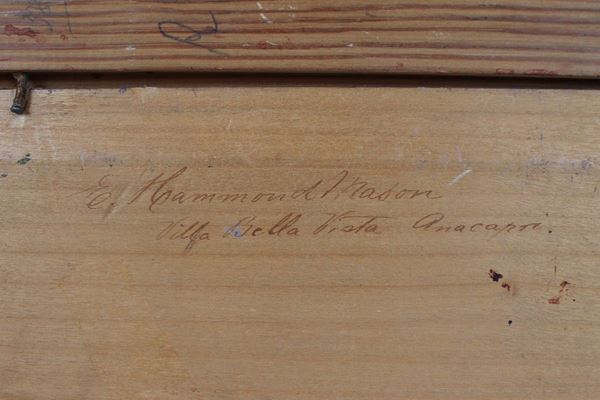 E. Hammond Mason
Villa Bella Vista Anacapri